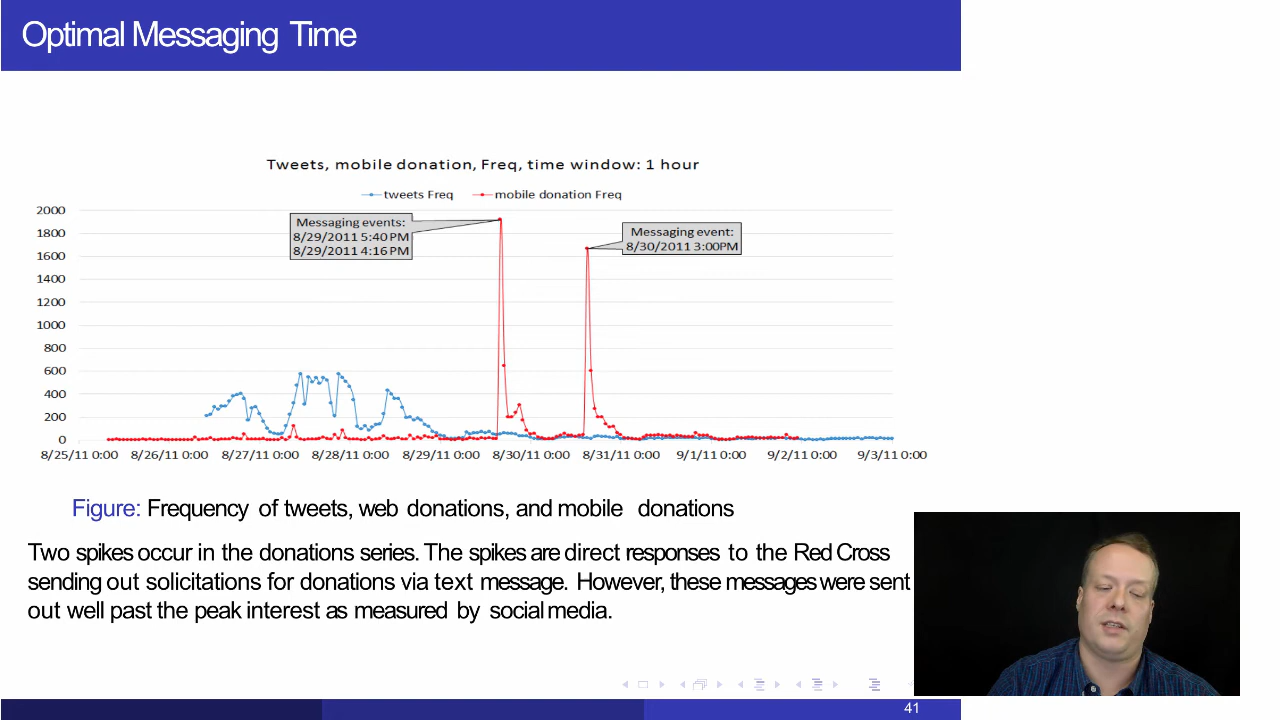 Optimal Messaging Time
Tweets, mobile donation, Freq, time window: 1 hour
tweets Freq
mobile donation Freq
2000
1800
1600
1400
1200
1000
800
600
400
200
0
Messaging events:
8/29/2011 5:40PM
8/29/2011 4:16PM
Messaging event:
8/30/2011 3:00PM
8/25/11 0:00 8/26/11 0:00 8/27/11 0:00 8/28/11 0:00 8/29/11 0:00 8/30/11 0:00 8/31/11 0:00 9/1/11 0:00 9/2/11 0:00 9/3/11 0:00
Figure: Frequency of tweets, web donations, and mobile donations
Two spikes occur in the donations series. The spikes are direct responses to the Red Cross
sending out solicitations for donations via text message. However, these messages were sent
out well past the peak interest as measured by social media.
41